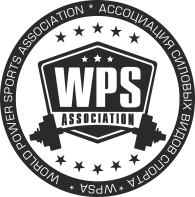 WORLD POWER SPORTS ASSOCIATION * АССОЦИАЦИЯ СИЛОВЫХ ВИДОВ СПОРТА * WPSA *
WPS
ASSOCIATION